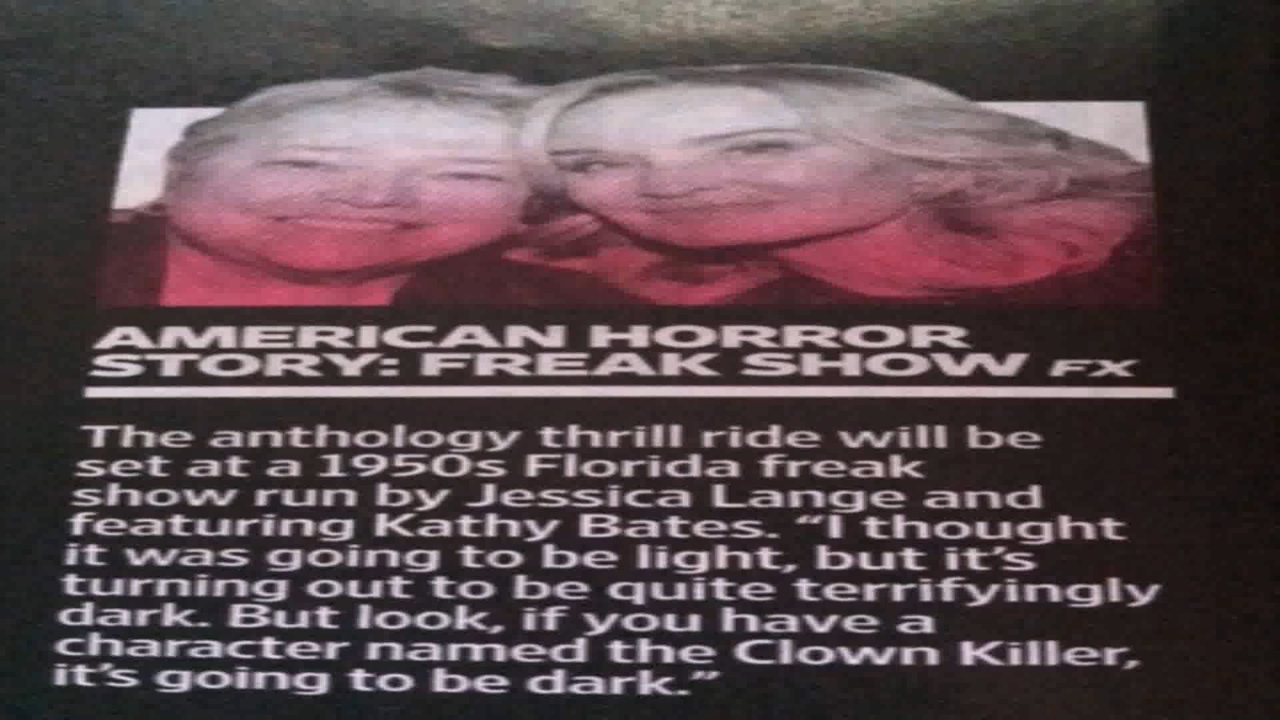 AMERICAN HORROR
STORY: FREAK SHOW FX
The anthology thrill ride will be
set at a 1950s Florida freak
show run by Jessica Lange and
featuring Kathy Bates. “I thought
it was going to be light, but it’s
turning out to be quite terrifyingly
dark. But look, if you have a
character named the Clown Killer,
it’s going to be dark.”